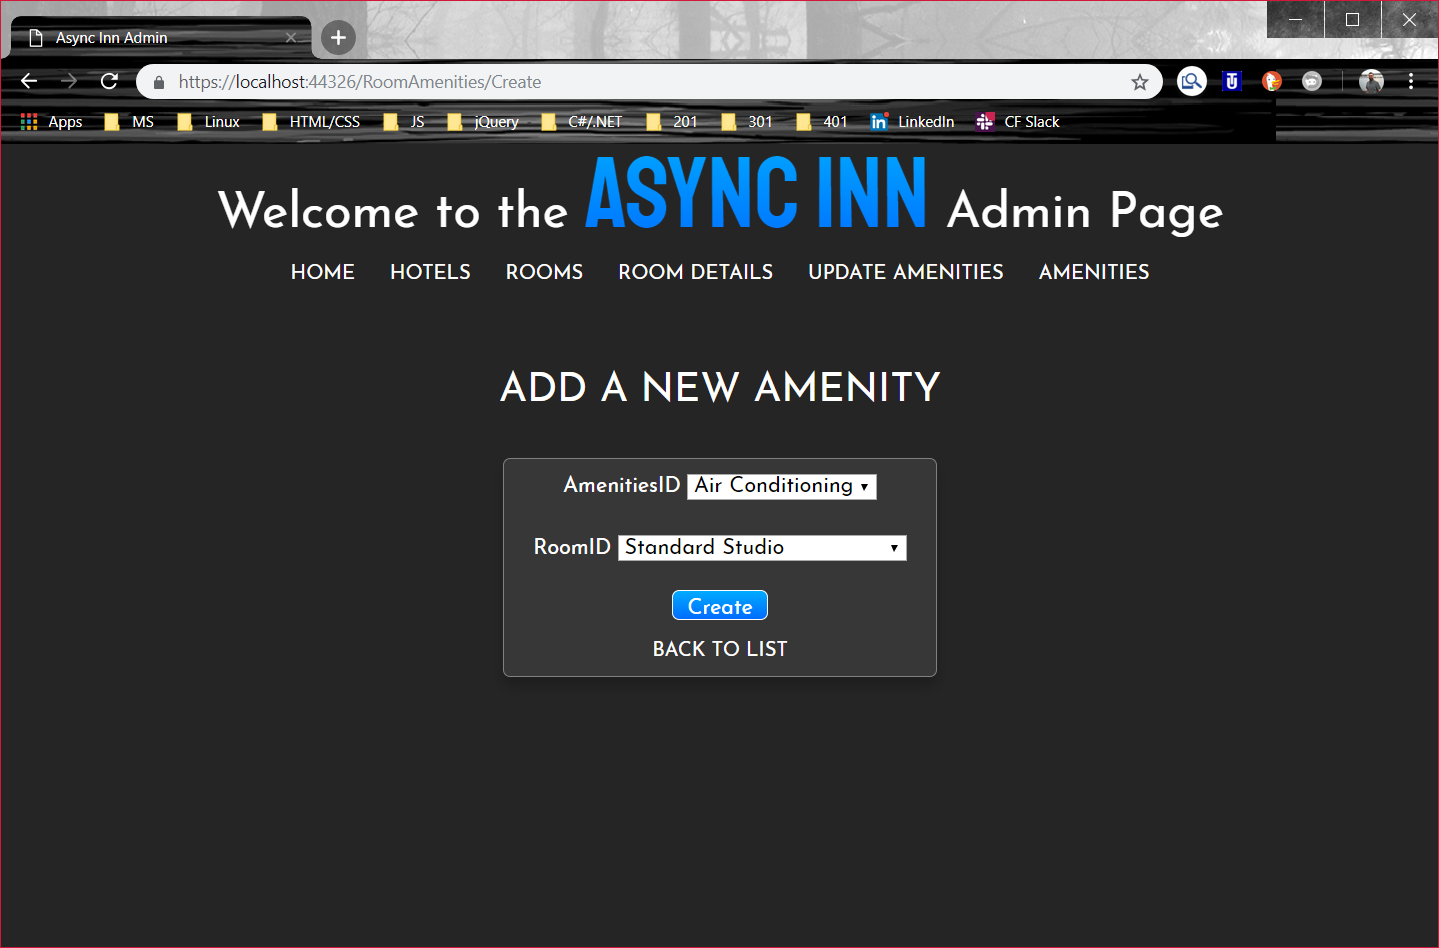 Async Inn Admin
https://localhost:44326/RoomAmenities/Create
Apps MS Linux HTML/CSS JS jQuery C#/.NET 201 301 401 LinkedIn CF Slack
Welcome to the ASYNC INN Admin Page
HOME HOTELS ROOMS ROOM DETAILS UPDATE AMENITIES AMENITIES
ADD A NEW AMENITY
AmenitiesID Air Conditioning
RoomID Standard Studio
Create
BACK TO LIST